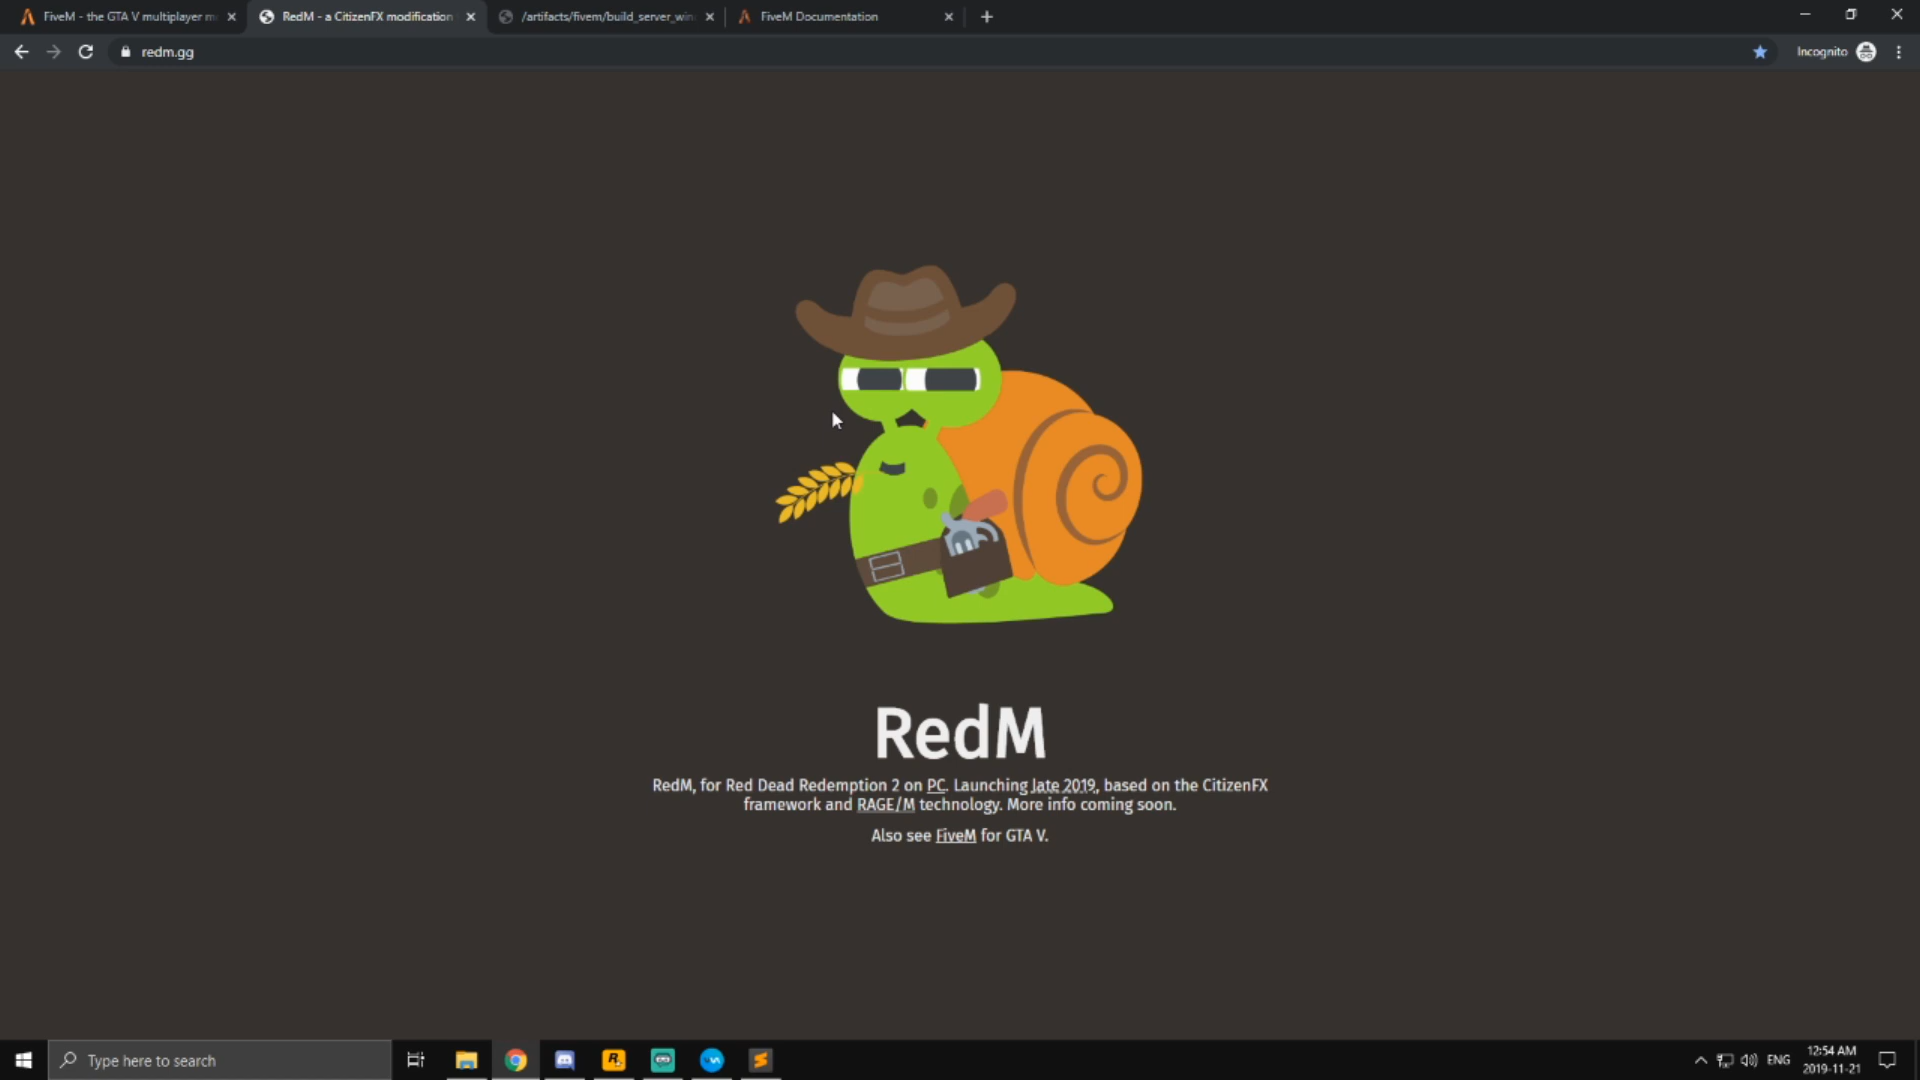 FiveM - the GTA V multiplayer m
RedM - a CitizenFX modification
/artifacts/fivem/build_server_win
FiveM Documentation
redm.gg
Incognito
RedM
RedM, for Red Dead Redemption 2 on PC. Launching late 2019, based on the CitizenFX
framework and RAGE/M technology. More info coming soon.
Also see FiveM for GTA V.
Type here to search
ENG
12:54 AM
2019-11-21